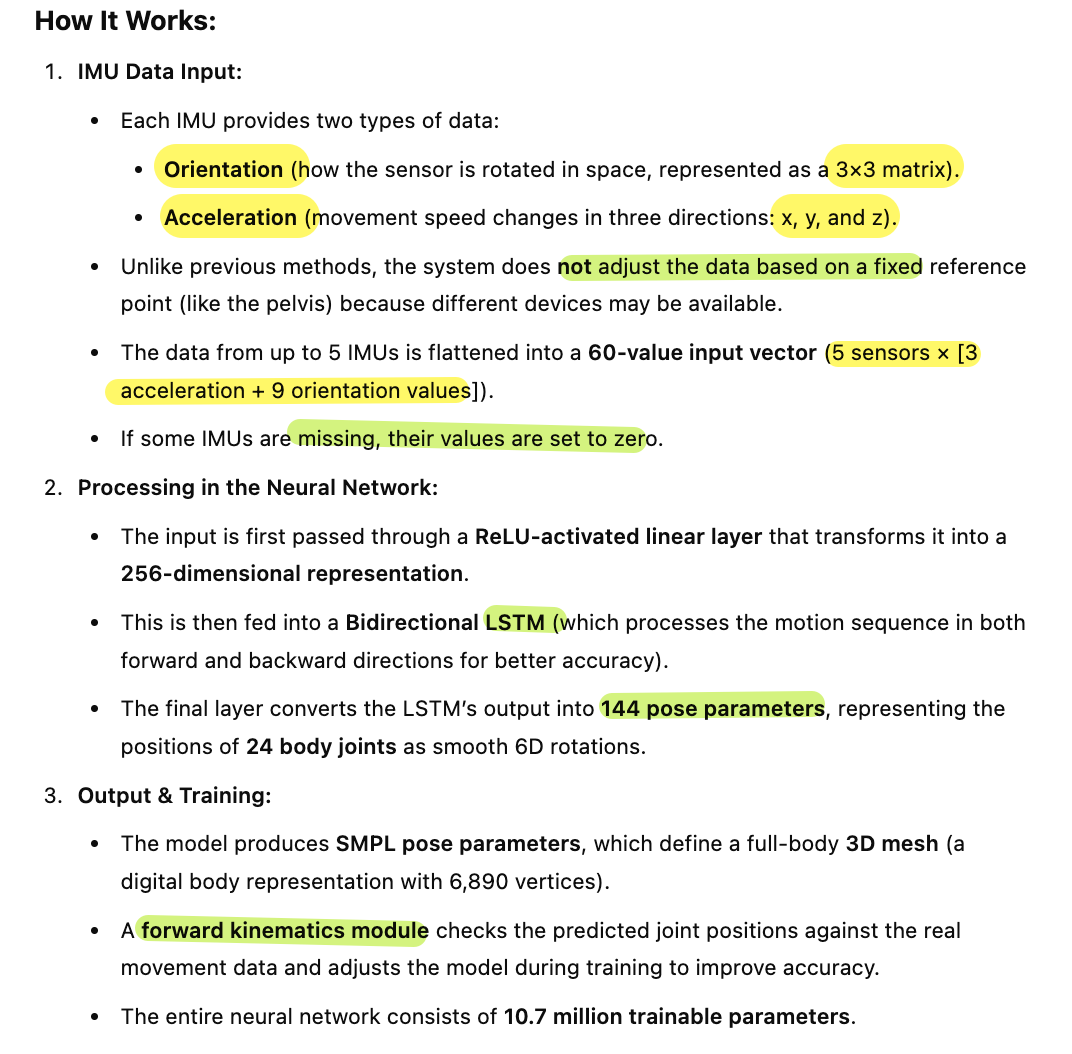 How It Works:
1. IMU Data Input:
• Each IMU provides two types of data:
• Orientation (how the sensor is rotated in space, represented as a 3×3 matrix).
• Acceleration (movement speed changes in three directions: x, y, and z).
• Unlike previous methods, the system does not adjust the data based on a fixed reference
point (like the pelvis) because different devices may be available.
• The data from up to 5 IMUs is flattened into a 60-value input vector (5 sensors × [3
acceleration + 9 orientation values]).
• If some IMUs are missing, their values are set to zero.
2. Processing in the Neural Network:
• The input is first passed through a ReLU-activated linear layer that transforms it into a
256-dimensional representation.
• This is then fed into a Bidirectional LSTM (which processes the motion sequence in both
forward and backward directions for better accuracy).
• The final layer converts the LSTM’s output into 144 pose parameters, representing the
positions of 24 body joints as smooth 6D rotations.
3. Output & Training:
• The model produces SMPL pose parameters, which define a full-body 3D mesh (a
digital body representation with 6,890 vertices).
• A forward kinematics module checks the predicted joint positions against the real
movement data and adjusts the model during training to improve accuracy.
• The entire neural network consists of 10.7 million trainable parameters.